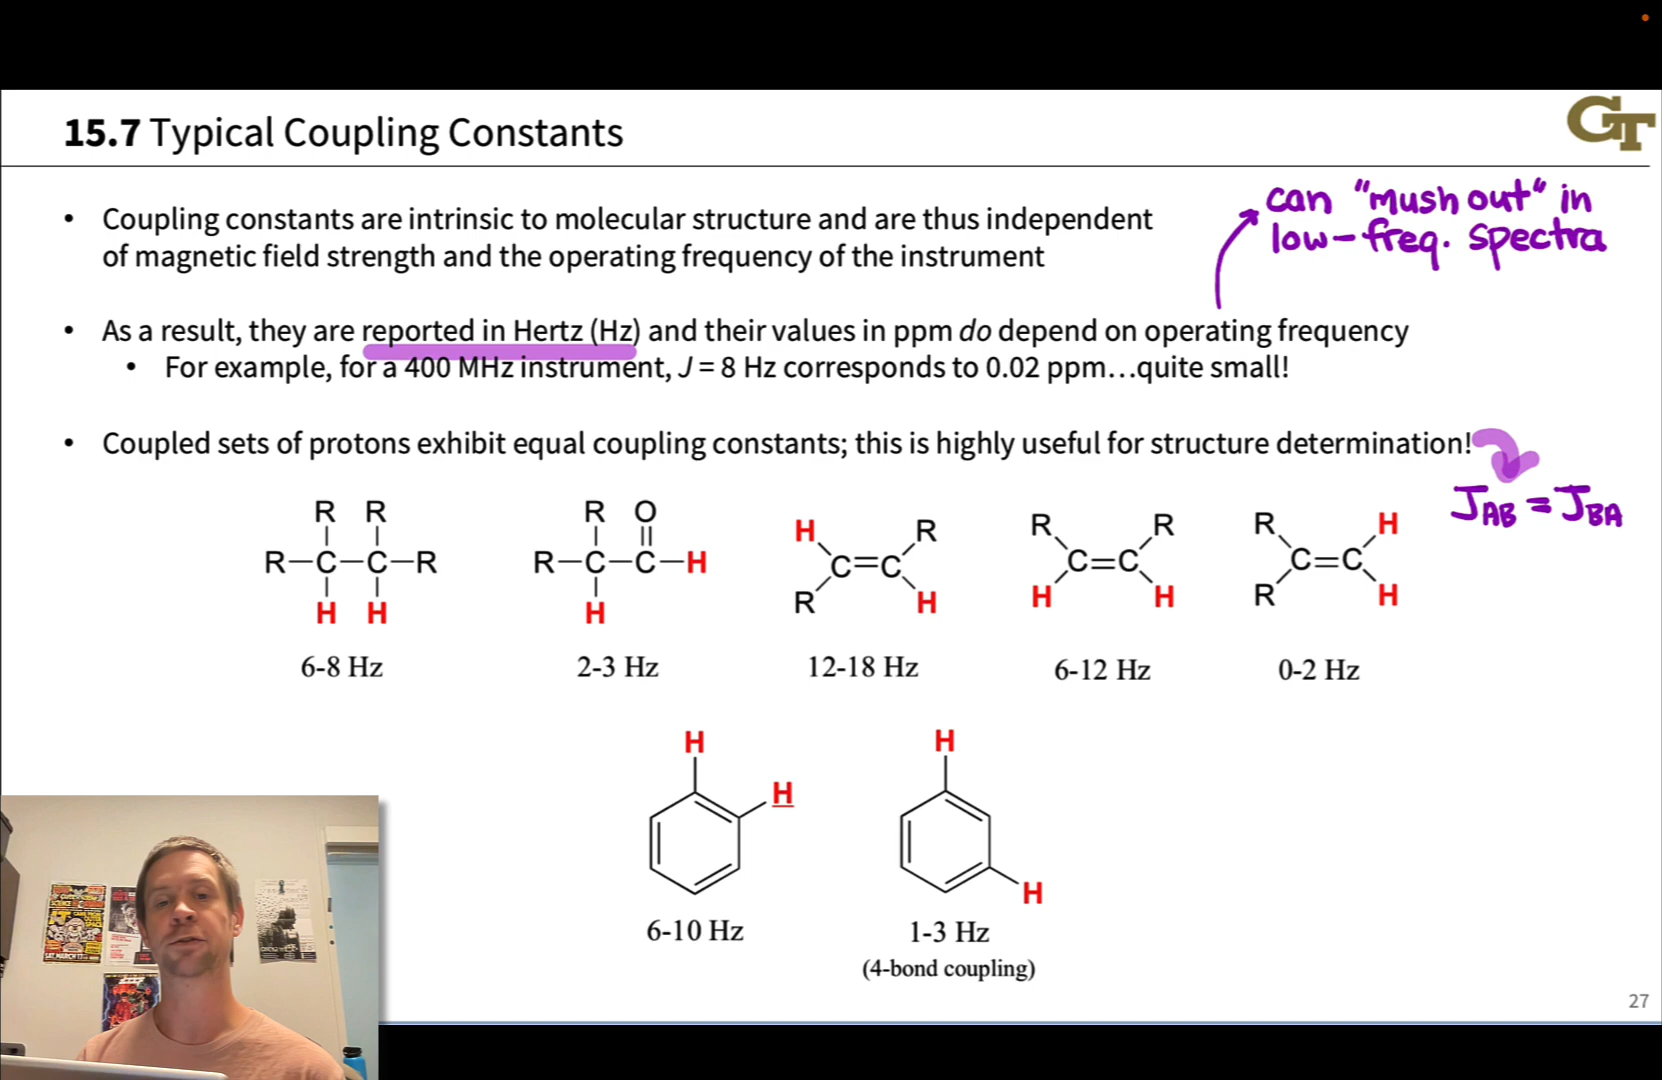 15.7 Typical Coupling Constants
GT
can "mush out" in
low-freq. spectra
• Coupling constants are intrinsic to molecular structure and are thus independent
of magnetic field strength and the operating frequency of the instrument
• As a result, they are reported in Hertz (Hz) and their values in ppm do depend on operating frequency
• For example, for a 400 MHz instrument, J = 8 Hz corresponds to 0.02 ppm...quite small!
• Coupled sets of protons exhibit equal coupling constants; this is highly useful for structure determination!
JAB = JBA
R R
R–C–C–R
H H
6-8 Hz
R O
R–C–C–H
H
2-3 Hz
H R
C=C
R H
12-18 Hz
R R
C=C
H H
6-12 Hz
R H
C=C
R H
0-2 Hz
H
H
6-10 Hz
H
H
1-3 Hz
(4-bond coupling)
27